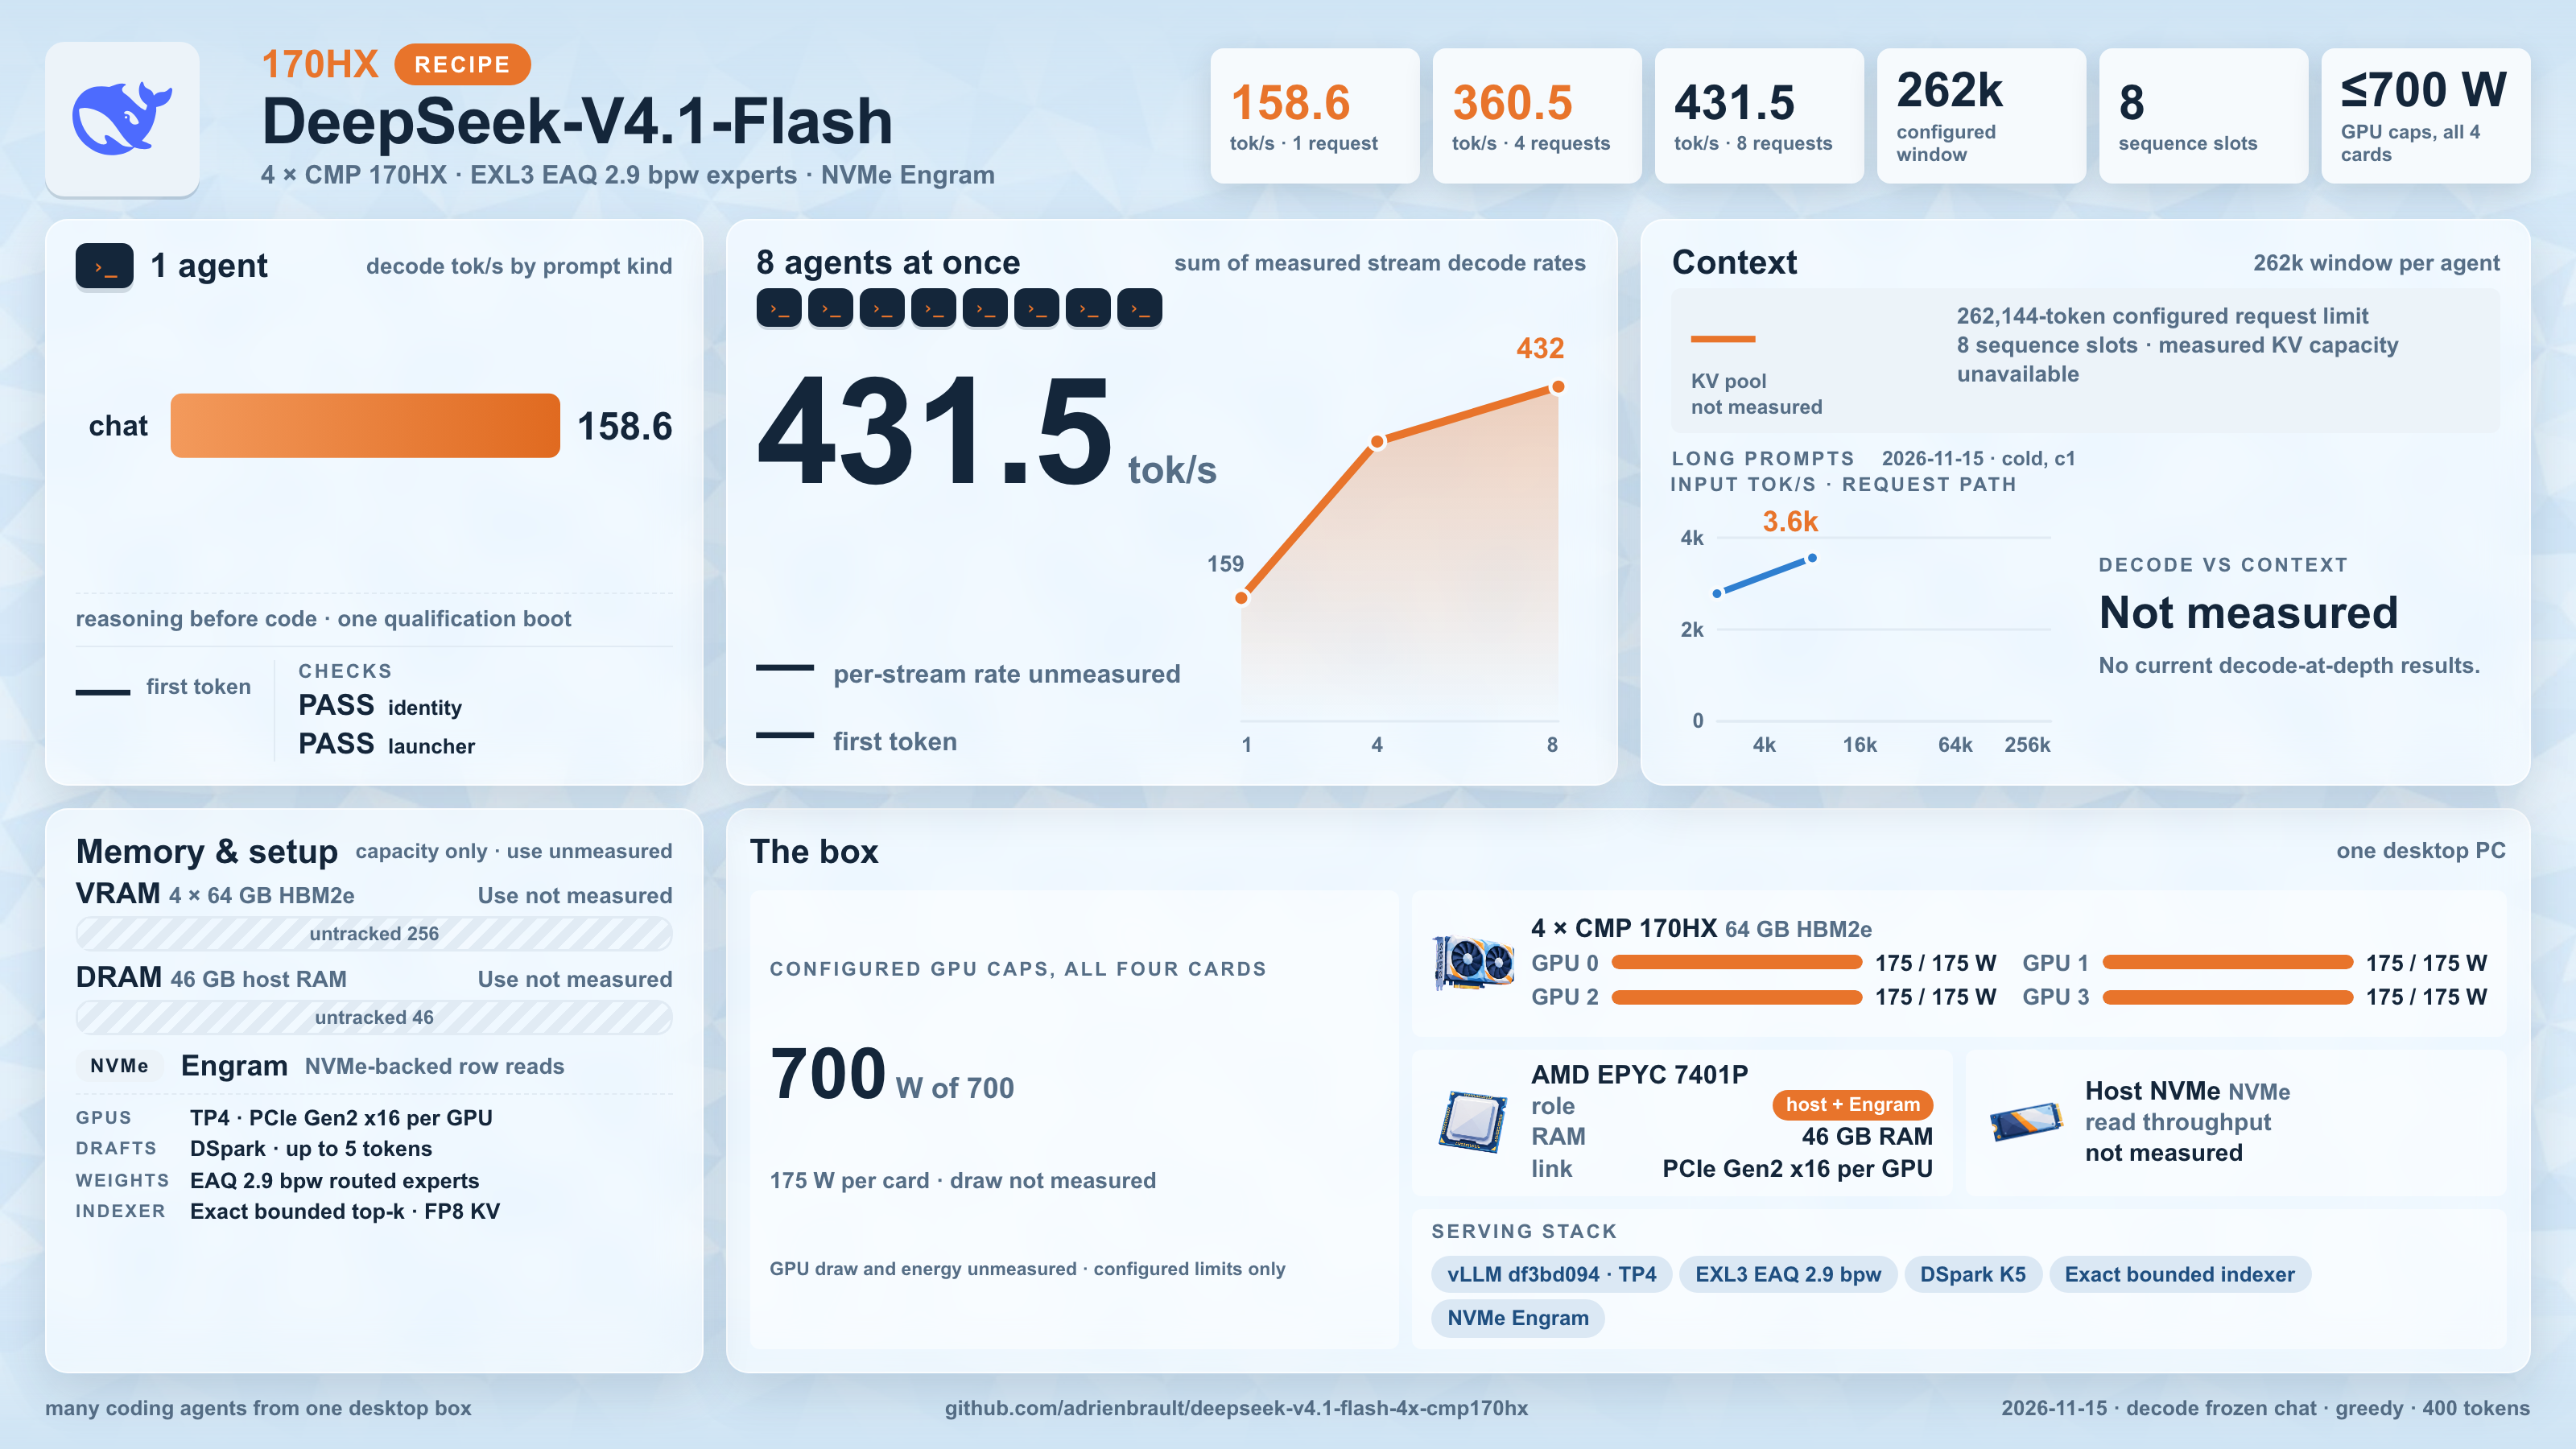 170HX RECIPE
DeepSeek-V4.1-Flash
4 × CMP 170HX · EXL3 EAQ 2.9 bpw experts · NVMe Engram
158.6
tok/s · 1 request
360.5
tok/s · 4 requests
431.5
tok/s · 8 requests
262k
configured
window
8
sequence slots
≤700 W
GPU caps, all 4
cards
›_ 1 agent
decode tok/s by prompt kind
chat 158.6
reasoning before code · one qualification boot
first token
CHECKS
PASS identity
PASS launcher
8 agents at once
sum of measured stream decode rates
›_ ›_ ›_ ›_ ›_ ›_ ›_ ›_
431.5 tok/s
432
159
per-stream rate unmeasured
first token
1 4 8
Context
262k window per agent
KV pool
not measured
262,144-token configured request limit
8 sequence slots · measured KV capacity
unavailable
LONG PROMPTS 2026-11-15 · cold, c1
INPUT TOK/S · REQUEST PATH
3.6k
4k
2k
0
4k 16k 64k 256k
DECODE VS CONTEXT
Not measured
No current decode-at-depth results.
Memory & setup capacity only · use unmeasured
VRAM 4 × 64 GB HBM2e Use not measured
untracked 256
DRAM 46 GB host RAM Use not measured
untracked 46
NVMe Engram NVMe-backed row reads
GPUS TP4 · PCIe Gen2 x16 per GPU
DRAFTS DSpark · up to 5 tokens
WEIGHTS EAQ 2.9 bpw routed experts
INDEXER Exact bounded top-k · FP8 KV
The box
one desktop PC
CONFIGURED GPU CAPS, ALL FOUR CARDS
700 W of 700
175 W per card · draw not measured
GPU draw and energy unmeasured · configured limits only
4 × CMP 170HX 64 GB HBM2e
GPU 0 175 / 175 W GPU 1 175 / 175 W
GPU 2 175 / 175 W GPU 3 175 / 175 W
AMD EPYC 7401P
role host + Engram
RAM 46 GB RAM
link PCIe Gen2 x16 per GPU
Host NVMe NVMe
read throughput
not measured
SERVING STACK
vLLM df3bd094 · TP4 EXL3 EAQ 2.9 bpw DSpark K5 Exact bounded indexer
NVMe Engram
many coding agents from one desktop box
github.com/adrienbrault/deepseek-v4.1-flash-4x-cmp170hx
2026-11-15 · decode frozen chat · greedy · 400 tokens